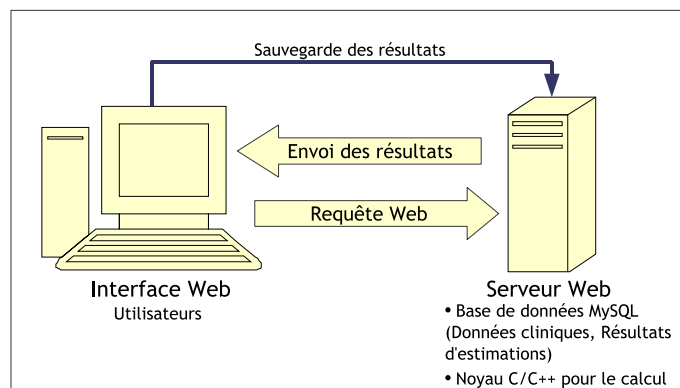 Sauvegarde des résultats
Envoi des résultats
Requête Web
Interface Web
Utilisateurs
Serveur Web
• Base de données MySQL
(Données cliniques, Résultats
d'estimations)
• Noyau C/C++ pour le calcul